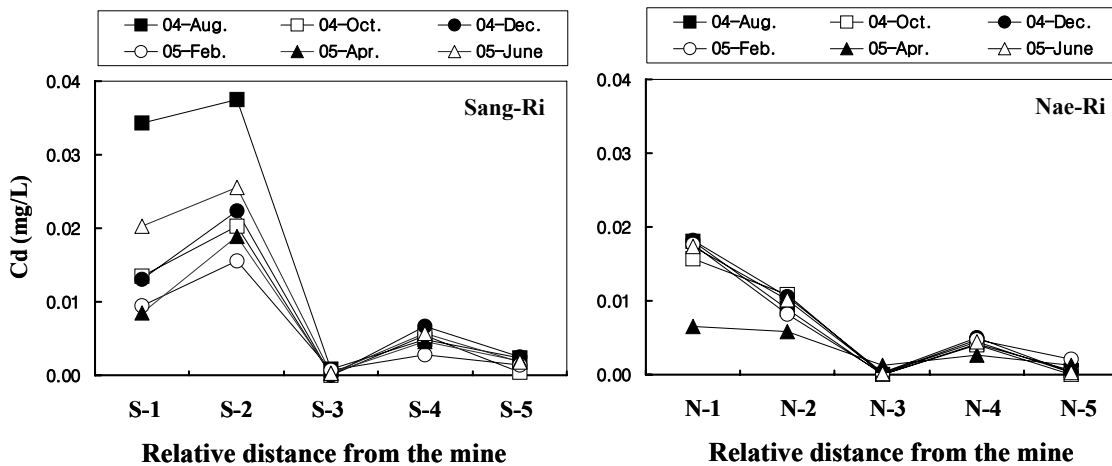 04-Aug. 04-Oct. 04-Dec.
05-Feb. 05-Apr. 05-June
Sang-Ri
Cd (mg/L)
0.04
0.03
0.02
0.01
0.00
S-1 S-2 S-3 S-4 S-5
Relative distance from the mine
04-Aug. 04-Oct. 04-Dec.
05-Feb. 05-Apr. 05-June
Nae-Ri
0.04
0.03
0.02
0.01
0.00
N-1 N-2 N-3 N-4 N-5
Relative distance from the mine